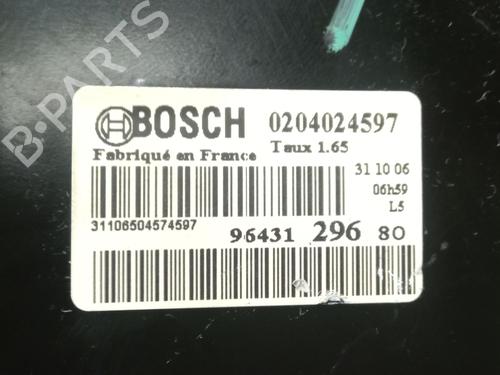 B-PARTS
BOSCH 0204024597
Fabriqué en France Taux 1.65
31 10 06
06h59
L5
31106504574597
96431 296 80